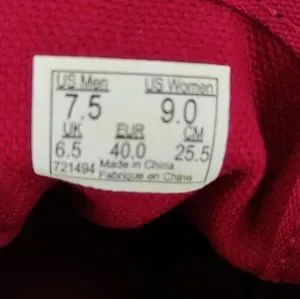 US Men US Women
7.5 9.0
UK EUR CM
6.5 40.0 25.5
721494 Made in China
Fabrique en Chine